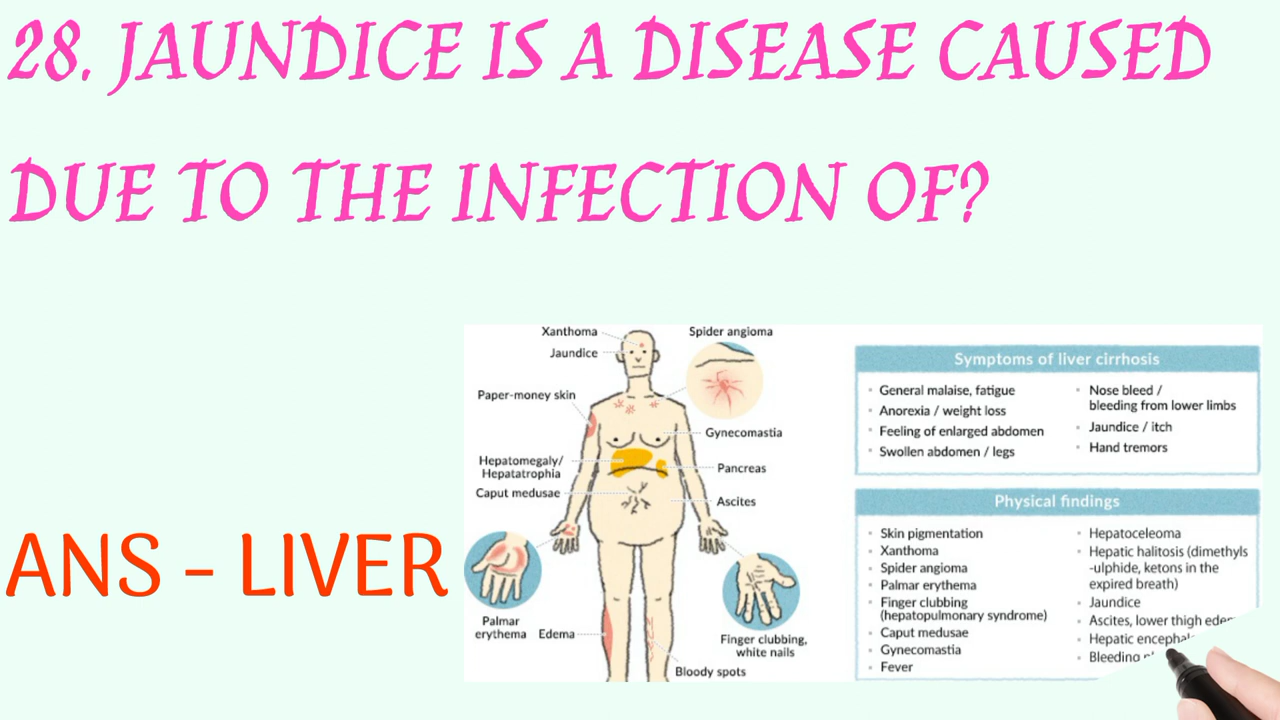 28. JAUNDICE IS A DISEASE CAUSED
DUE TO THE INFECTION OF?
ANS - LIVER
Xanthoma
Jaundice
Paper-money skin
Hepatomegaly/
Hepatatrophia
Caput medusae
Palmar
erythema
Edema
Spider angioma
Gynecomastia
Pancreas
Ascites
Finger clubbing,
white nails
Bloody spots
Symptoms of liver cirrhosis
• General malaise, fatigue
• Anorexia / weight loss
• Feeling of enlarged abdomen
• Swollen abdomen / legs
• Nose bleed /
bleeding from lower limbs
• Jaundice / itch
• Hand tremors
Physical findings
• Skin pigmentation
• Xanthoma
• Spider angioma
• Palmar erythema
• Finger clubbing
(hepatopulmonary syndrome)
• Caput medusae
• Gynecomastia
• Fever
• Hepatoceleoma
• Hepatic halitosis (dimethyls
-ulphide, ketons in the
expired breath)
• Jaundice
• Ascites, lower thigh
• Hepatic
• Bleeding